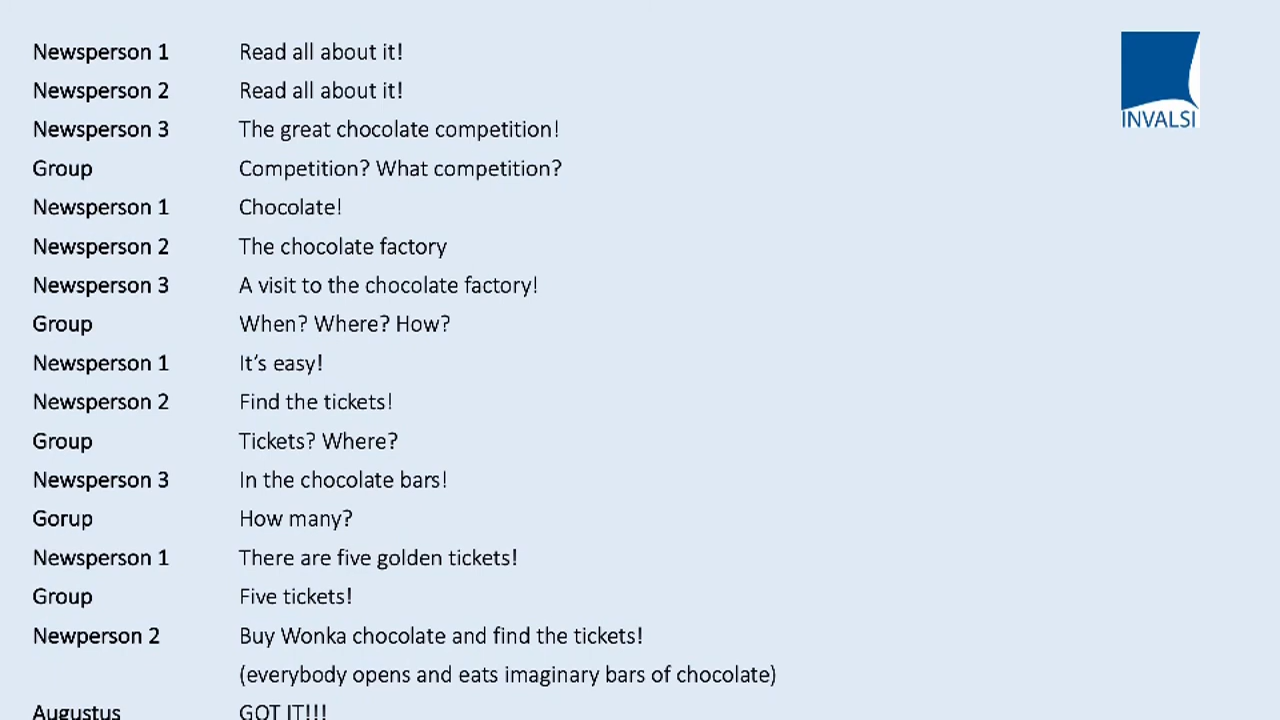 Newsperson 1 Read all about it!
Newsperson 2 Read all about it!
Newsperson 3 The great chocolate competition!
Group Competition? What competition?
Newsperson 1 Chocolate!
Newsperson 2 The chocolate factory
Newsperson 3 A visit to the chocolate factory!
Group When? Where? How?
Newsperson 1 It’s easy!
Newsperson 2 Find the tickets!
Group Tickets? Where?
Newsperson 3 In the chocolate bars!
Gorup How many?
Newsperson 1 There are five golden tickets!
Group Five tickets!
Newperson 2 Buy Wonka chocolate and find the tickets!
(everybody opens and eats imaginary bars of chocolate)
Augustus GOT IT!!!
INVALSI